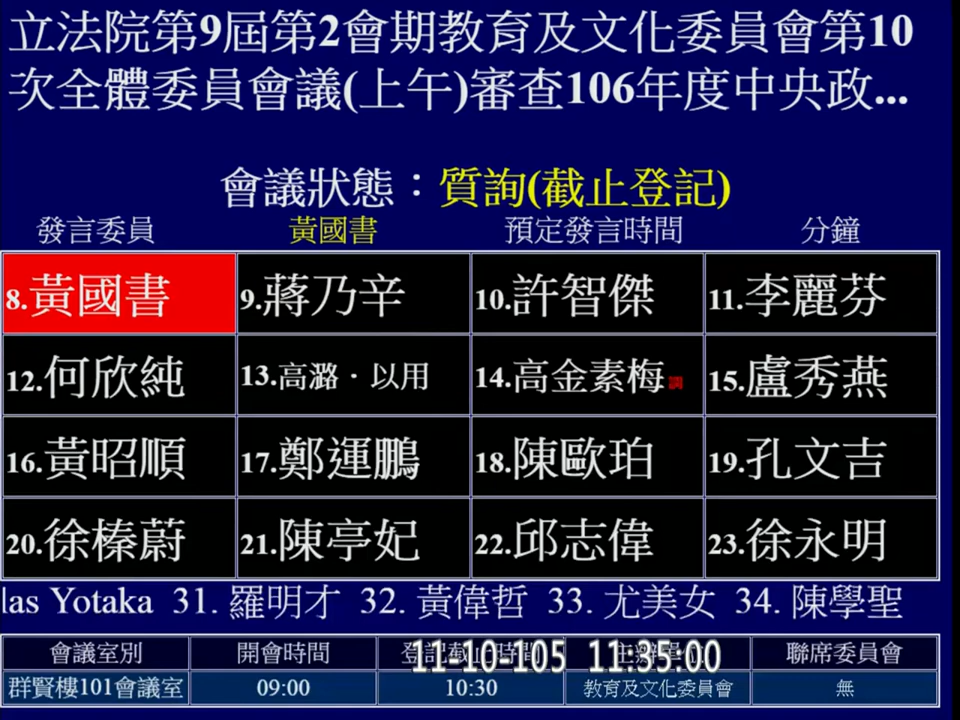 立法院第9屆第2會期教育及文化委員會第10
次全體委員會議(上午)審查106年度中央政...
會議狀態：質詢(截止登記)
發言委員 黃國書 預定發言時間 分鐘
8.黃國書 9.蔣乃辛 10.許智傑 11.李麗芬
12.何欣純 13.高潞．以用 14.高金素梅 15.盧秀燕
16.黃昭順 17.鄭運鵬 18.陳歐珀 19.孔文吉
20.徐榛蔚 21.陳亭妃 22.邱志偉 23.徐永明
las Yotaka 31. 羅明才 32. 黃偉哲 33. 尤美女 34. 陳學聖
會議室別 開會時間 登記截止時間 聯席委員會
11-10-105 11:35:00
群賢樓101會議室 09:00 10:30 教育及文化委員會 無